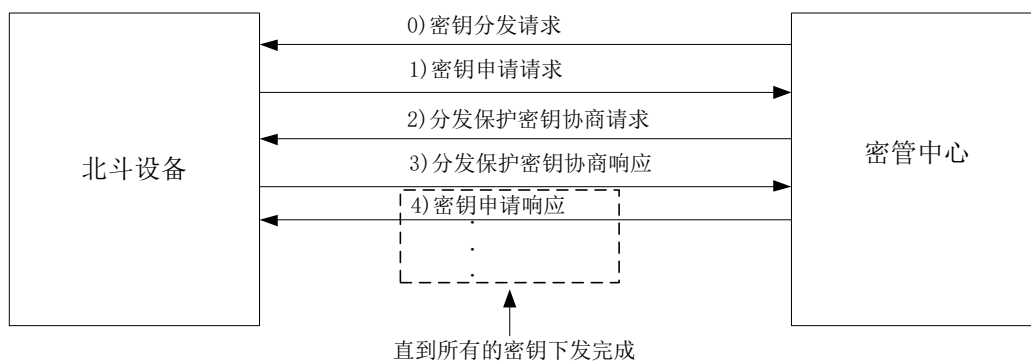 0)密钥分发请求
1)密钥申请请求
2)分发保护密钥协商请求
北斗设备
密管中心
3)分发保护密钥协商响应
4)密钥申请响应
直到所有的密钥下发完成